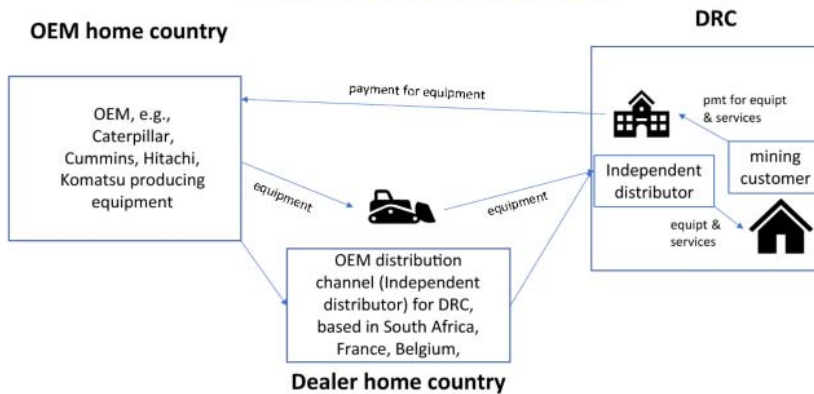 OEM home country
DRC
OEM, e.g.,
Caterpillar,
Cummins, Hitachi,
Komatsu producing
equipment
payment for equipment
pmt for equipt
& services
mining
customer
Independent
distributor
equipment
equipment
equipt &
services
OEM distribution
channel (Independent
distributor) for DRC,
based in South Africa,
France, Belgium,
Dealer home country